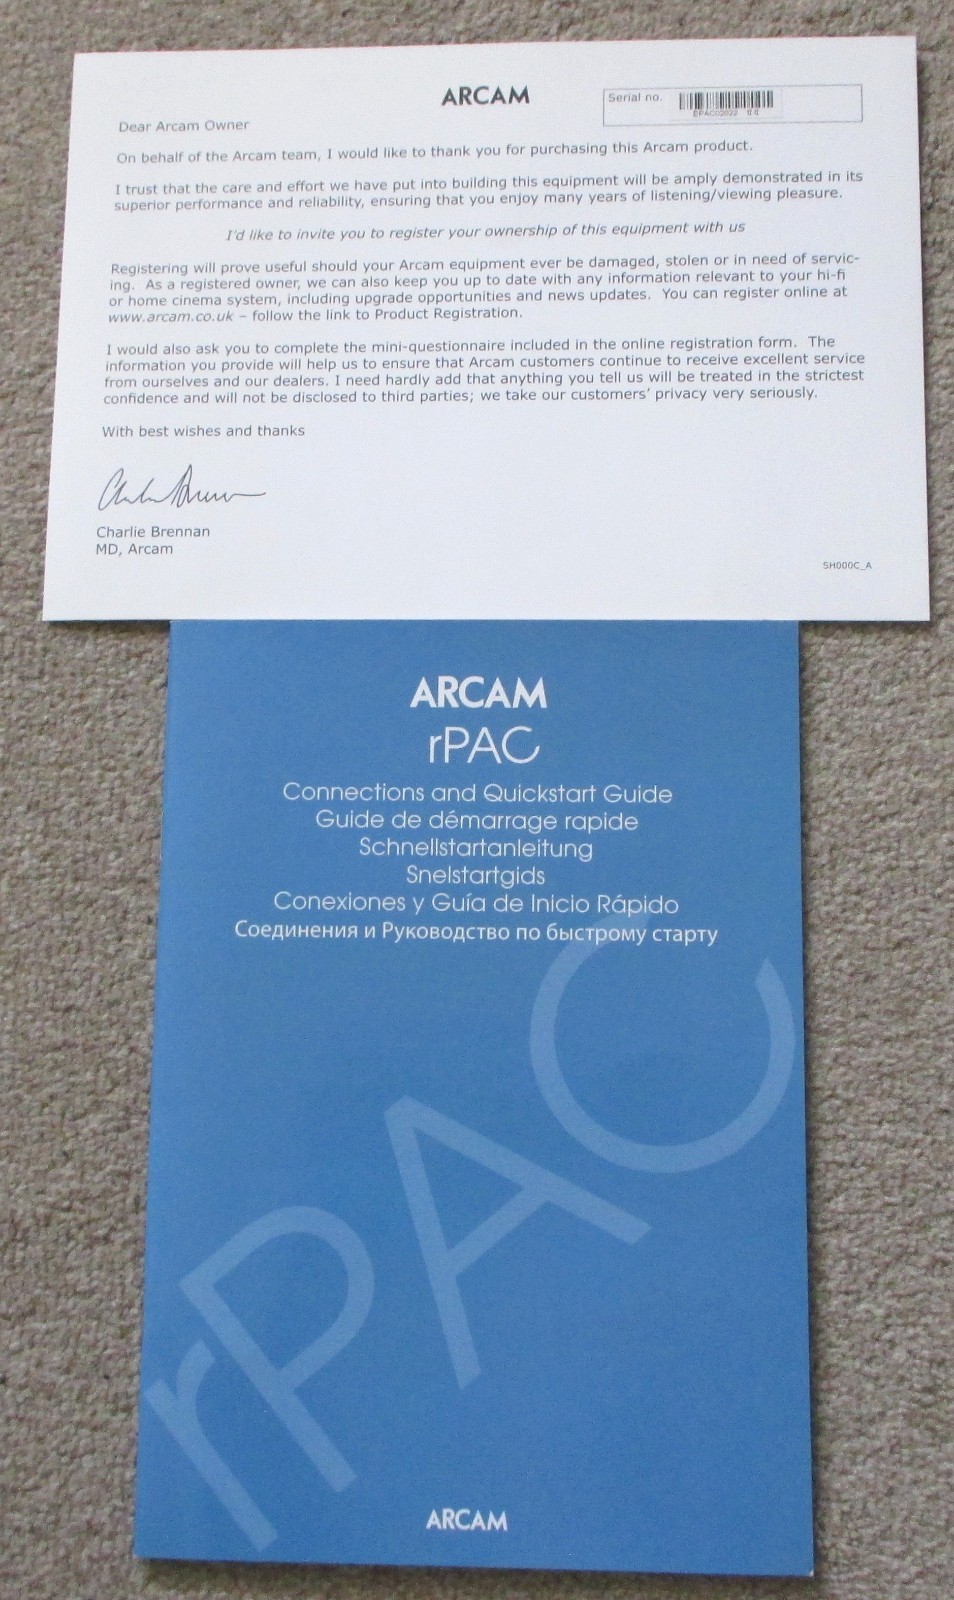 ARCAM
Serial no.
Dear Arcam Owner
On behalf of the Arcam team, I would like to thank you for purchasing this Arcam product.
I trust that the care and effort we have put into building this equipment will be amply demonstrated in its
superior performance and reliability, ensuring that you enjoy many years of listening/viewing pleasure.
I'd like to invite you to register your ownership of this equipment with us
Registering will prove useful should your Arcam equipment ever be damaged, stolen or in need of servic-
ing. As a registered owner, we can also keep you up to date with any information relevant to your hi-fi
or home cinema system, including upgrade opportunities and news updates. You can register online at
www.arcam.co.uk – follow the link to Product Registration.
I would also ask you to complete the mini-questionnaire included in the online registration form. The
information you provide will help us to ensure that Arcam customers continue to receive excellent service
from ourselves and our dealers. I need hardly add that anything you tell us will be treated in the strictest
confidence and will not be disclosed to third parties; we take our customers' privacy very seriously.
With best wishes and thanks
Charlie Brennan
MD, Arcam
SH000C_A
ARCAM
rPAC
Connections and Quickstart Guide
Guide de démarrage rapide
Schnellstartanleitung
Snelstartgids
Conexiones y Guía de Inicio Rápido
Соединения и Руководство по быстрому старту
rPAC
ARCAM